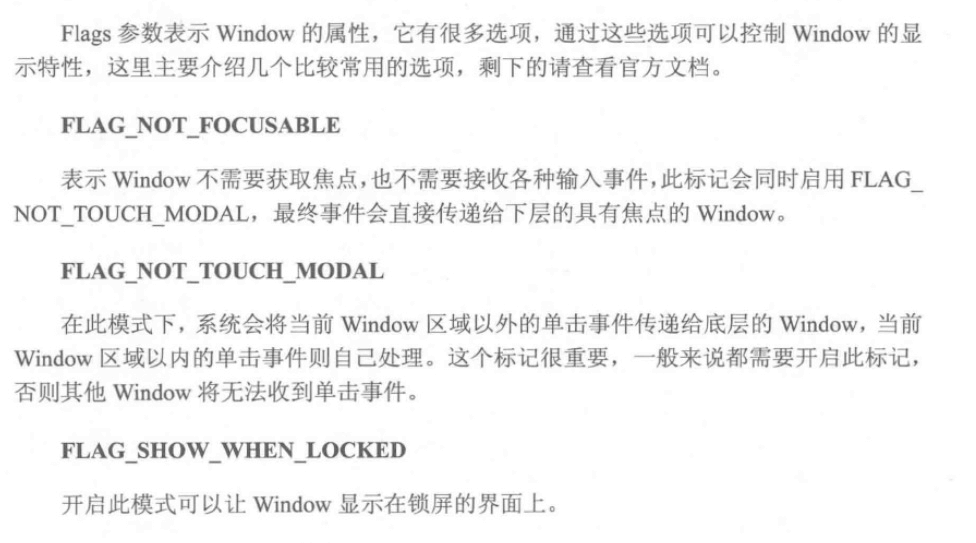 Flags 参数表示 Window 的属性，它有很多选项，通过这些选项可以控制 Window 的显
示特性，这里主要介绍几个比较常用的选项，剩下的请查看官方文档。
FLAG_NOT_FOCUSABLE
表示 Window 不需要获取焦点，也不需要接收各种输入事件，此标记会同时启用 FLAG_
NOT_TOUCH_MODAL，最终事件会直接传递给下层的具有焦点的 Window。
FLAG_NOT_TOUCH_MODAL
在此模式下，系统会将当前 Window 区域以外的单击事件传递给底层的 Window，当前
Window 区域以内的单击事件则自己处理。这个标记很重要，一般来说都需要开启此标记，
否则其他 Window 将无法收到单击事件。
FLAG_SHOW_WHEN_LOCKED
开启此模式可以让 Window 显示在锁屏的界面上。